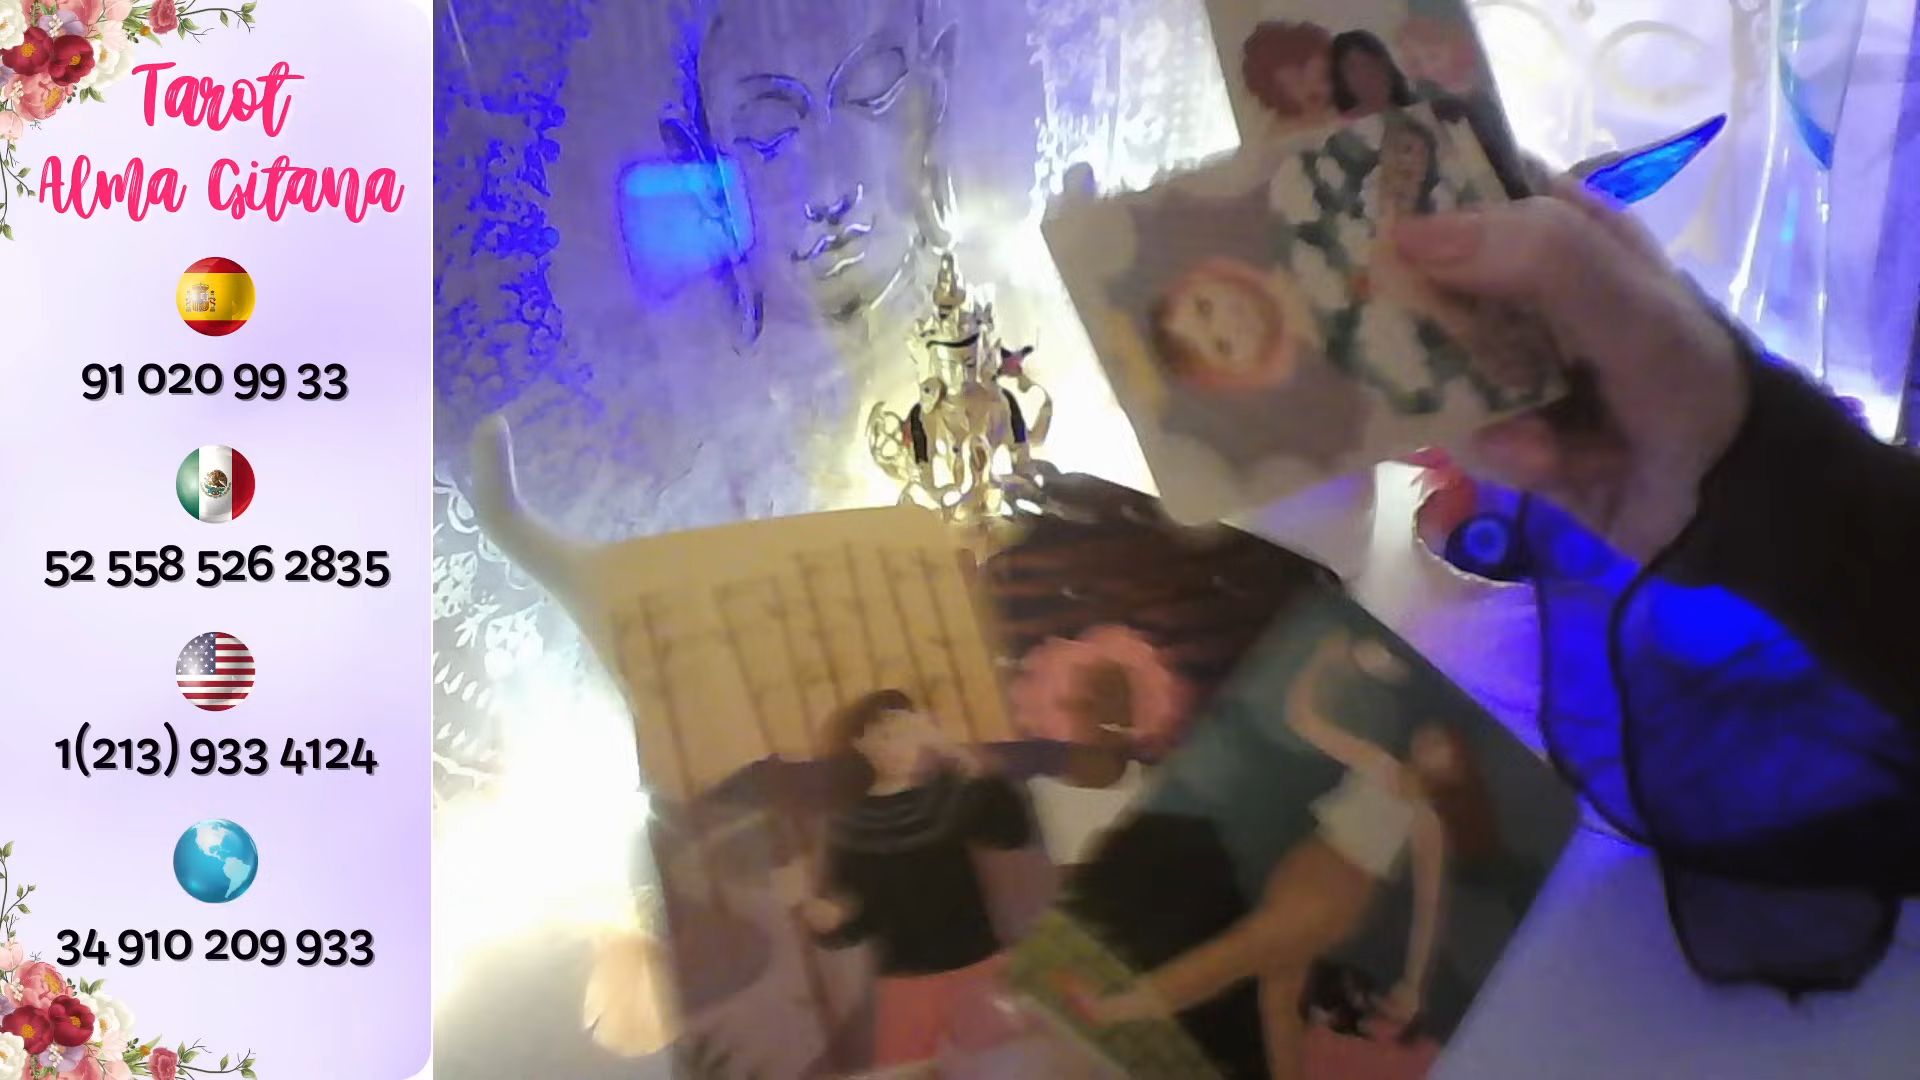 Tarot
Alma Gitana
91 020 99 33
52 558 526 2835
1(213) 933 4124
34 910 209 933